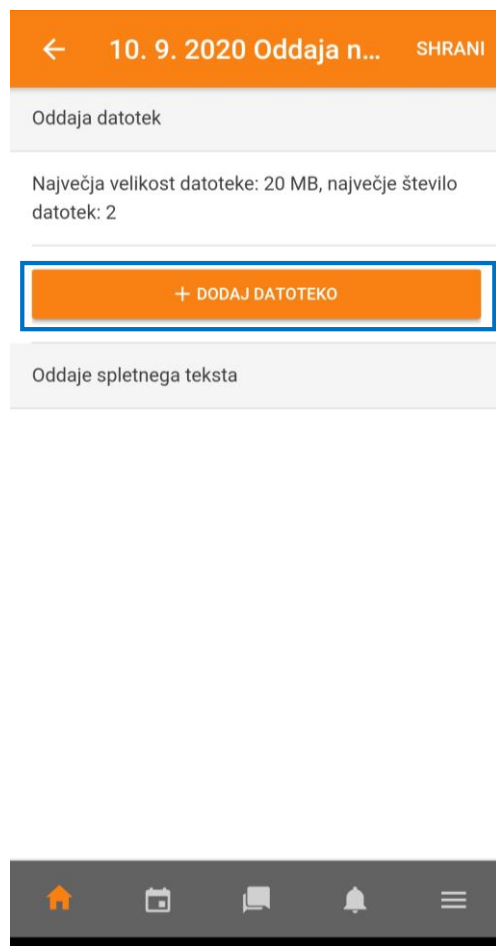 10. 9. 2020 Oddaja n... SHRANI
Oddaja datotek
Največja velikost datoteke: 20 MB, največje število
datotek: 2
+ DODAJ DATOTEKO
Oddaje spletnega teksta